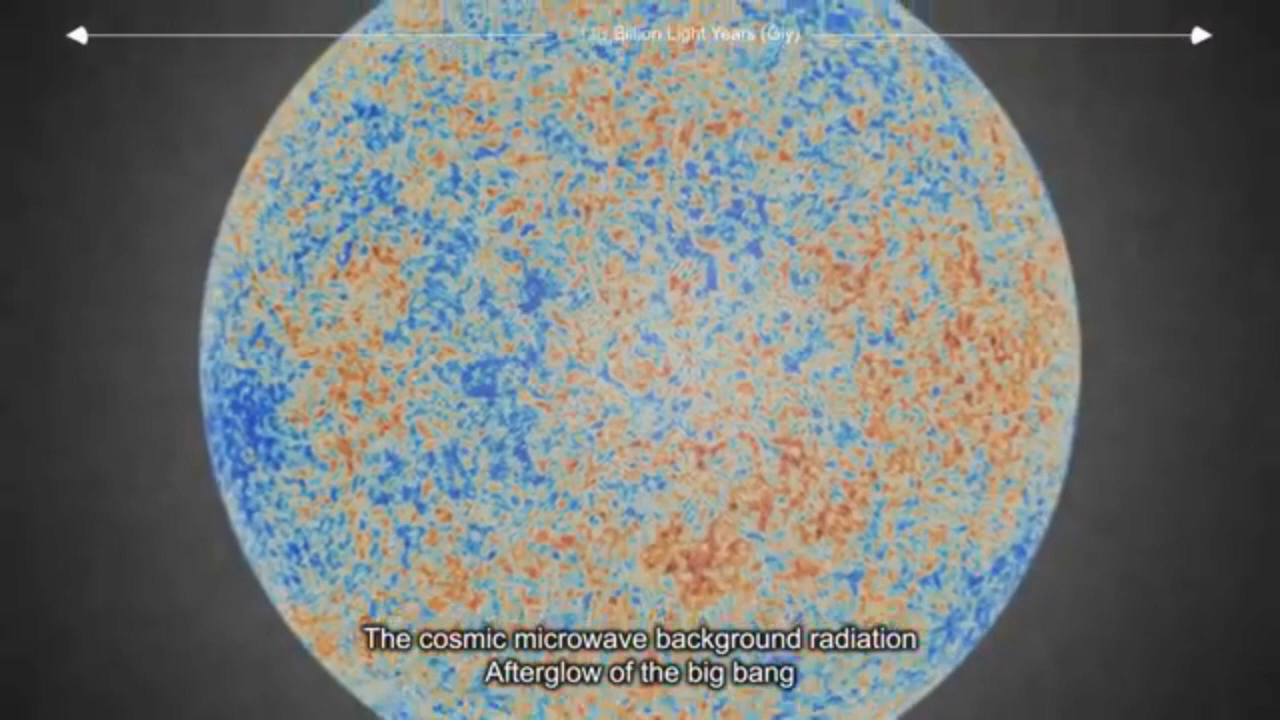 Billion Light Years (Gly)
The cosmic microwave background radiation
Afterglow of the big bang